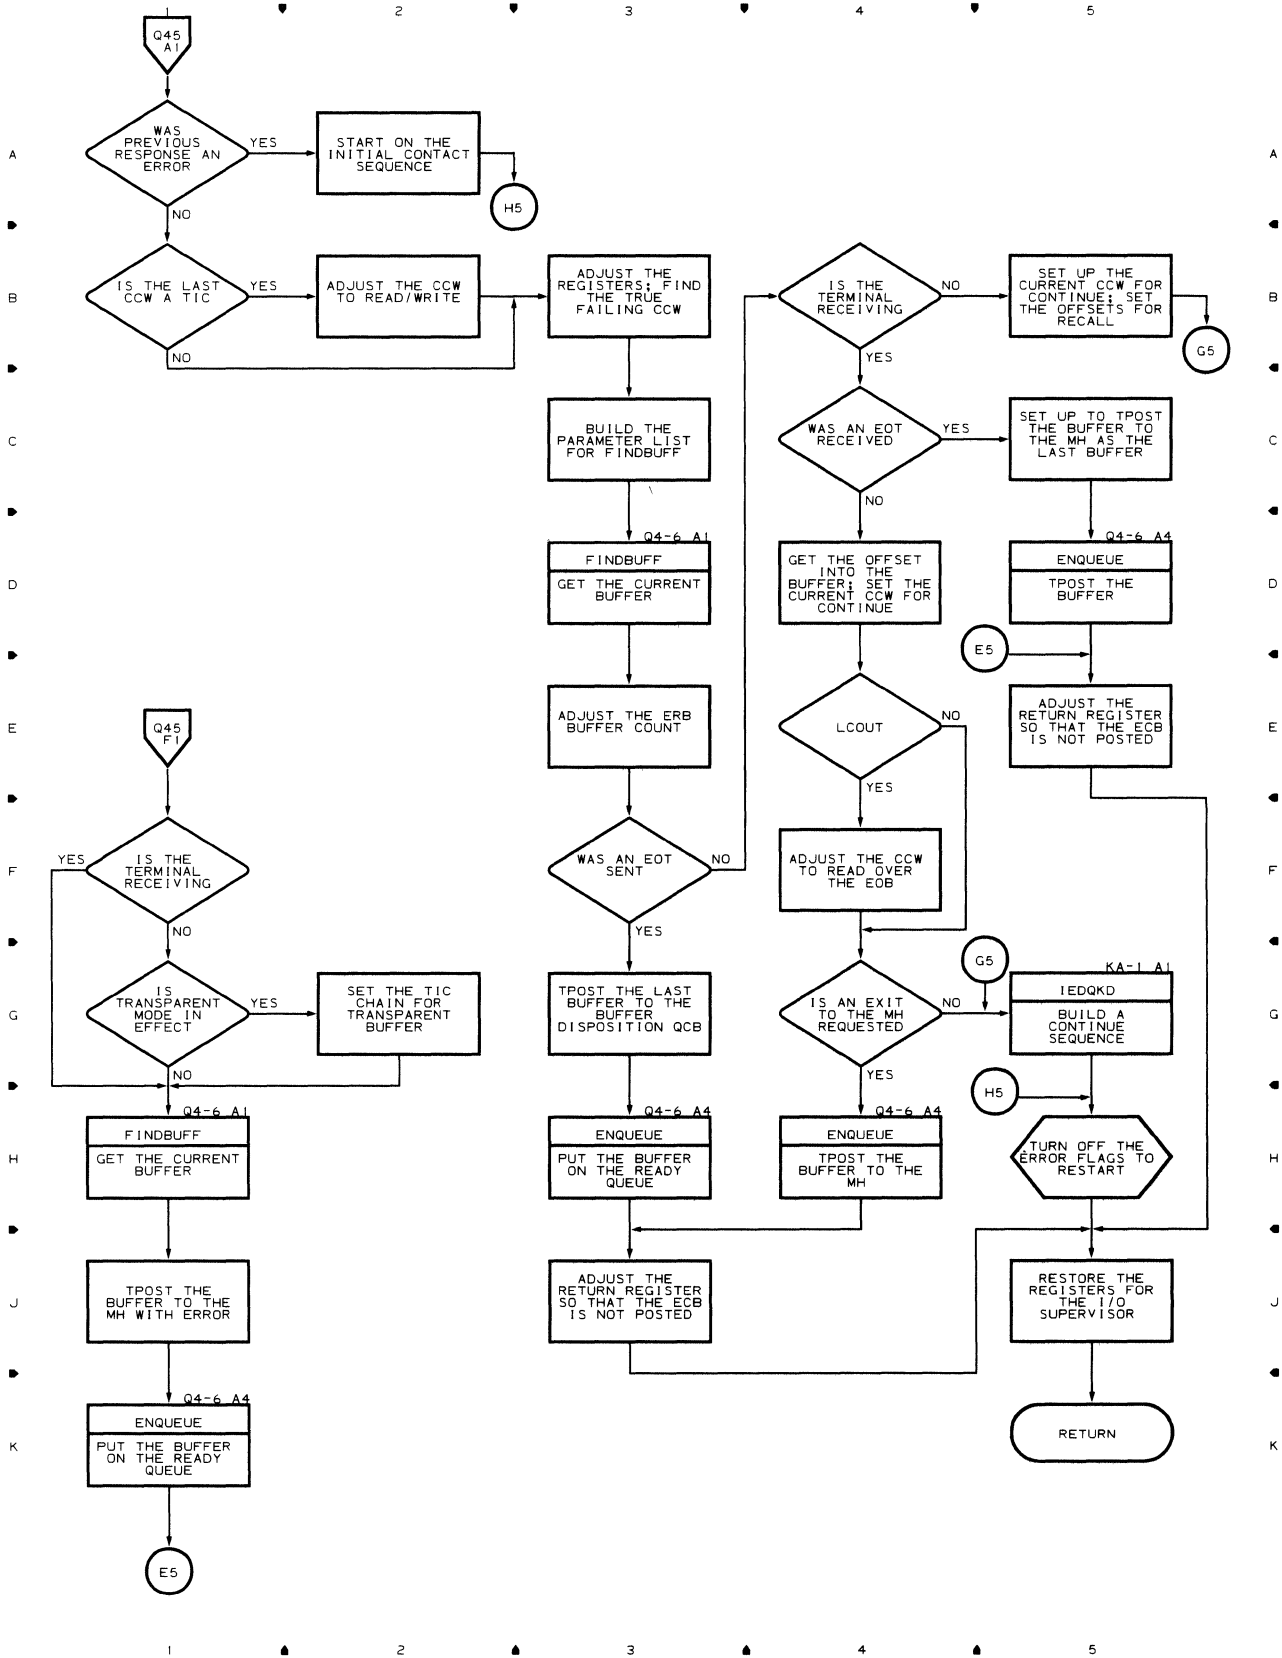 1 2 3 4 5
Q45
A1
A
WAS
PREVIOUS
RESPONSE AN
ERROR
YES
NO
START ON THE
INITIAL CONTACT
SEQUENCE
H5
A
B
IS THE LAST
CCW A TIC
YES
NO
ADJUST THE CCW
TO READ/WRITE
ADJUST THE
REGISTERS; FIND
THE TRUE
FAILING CCW
IS THE
TERMINAL
RECEIVING
NO
YES
SET UP THE
CURRENT CCW FOR
CONTINUE; SET
THE OFFSETS FOR
RECALL
G5
B
C
BUILD THE
PARAMETER LIST
FOR FINDBUFF
WAS AN EOT
RECEIVED
YES
NO
SET UP TO TPOST
THE BUFFER TO
THE MH AS THE
LAST BUFFER
C
D
Q4-6 A1
FINDBUFF
GET THE CURRENT
BUFFER
GET THE OFFSET
INTO THE
BUFFER; SET THE
CURRENT CCW FOR
CONTINUE
Q4-6 A4
ENQUEUE
TPOST THE
BUFFER
D
E5
E
Q45
F1
ADJUST THE ERB
BUFFER COUNT
LCOUT
NO
YES
ADJUST THE
RETURN REGISTER
SO THAT THE ECB
IS NOT POSTED
E
F
YES
IS THE
TERMINAL
RECEIVING
NO
WAS AN EOT
SENT
NO
YES
ADJUST THE CCW
TO READ OVER
THE EOB
F
G
IS
TRANSPARENT
MODE IN
EFFECT
YES
NO
SET THE TIC
CHAIN FOR
TRANSPARENT
BUFFER
TPOST THE LAST
BUFFER TO THE
BUFFER
DISPOSITION QCB
IS AN EXIT
TO THE MH
REQUESTED
NO
YES
G5
KA-1 A1
IEDQKD
BUILD A
CONTINUE
SEQUENCE
G
H5
H
Q4-6 A1
FINDBUFF
GET THE CURRENT
BUFFER
Q4-6 A4
ENQUEUE
PUT THE BUFFER
ON THE READY
QUEUE
Q4-6 A4
ENQUEUE
TPOST THE
BUFFER TO THE
MH
TURN OFF THE
ERROR FLAGS TO
RESTART
H
J
TPOST THE
BUFFER TO THE
MH WITH ERROR
ADJUST THE
RETURN REGISTER
SO THAT THE ECB
IS NOT POSTED
RESTORE THE
REGISTERS FOR
THE I/O
SUPERVISOR
J
K
Q4-6 A4
ENQUEUE
PUT THE BUFFER
ON THE READY
QUEUE
RETURN
K
E5
1 2 3 4 5